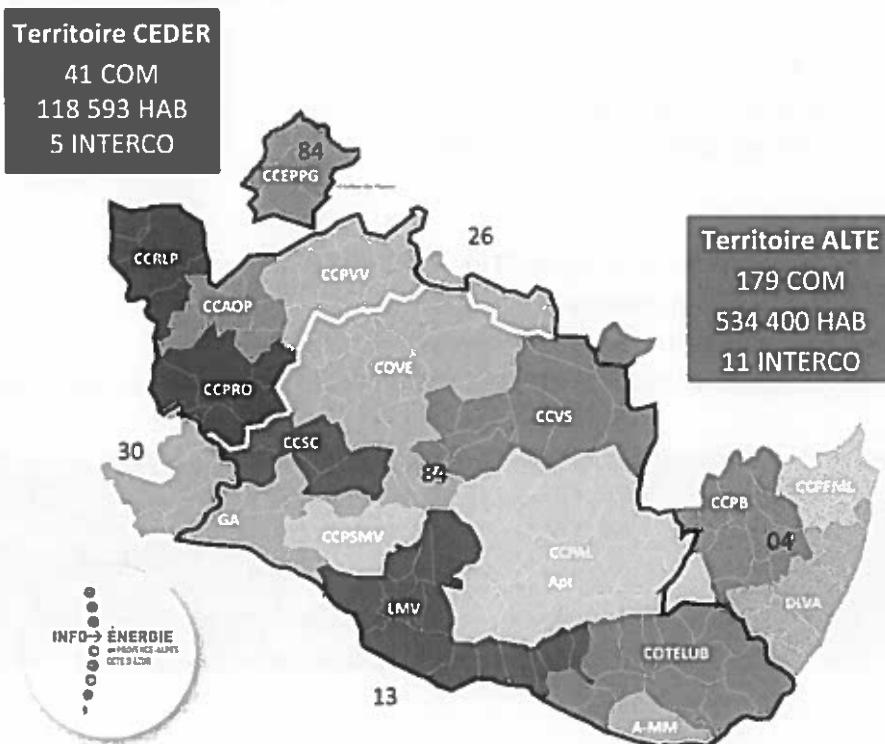 Territoire CEDER
41 COM
118 593 HAB
5 INTERCO
84
CCEPPG
26
CCRLP
CCPVV
CCAOP
Territoire ALTE
179 COM
534 400 HAB
11 INTERCO
COVE
CCPRO
CCVS
30
CCSC
84
CCPB
CCPFML
GA
CCPSMV
04
CCPAL
Apt
LMV
DLVA
INFO→ÉNERGIE
COTELUB
13
A-MM